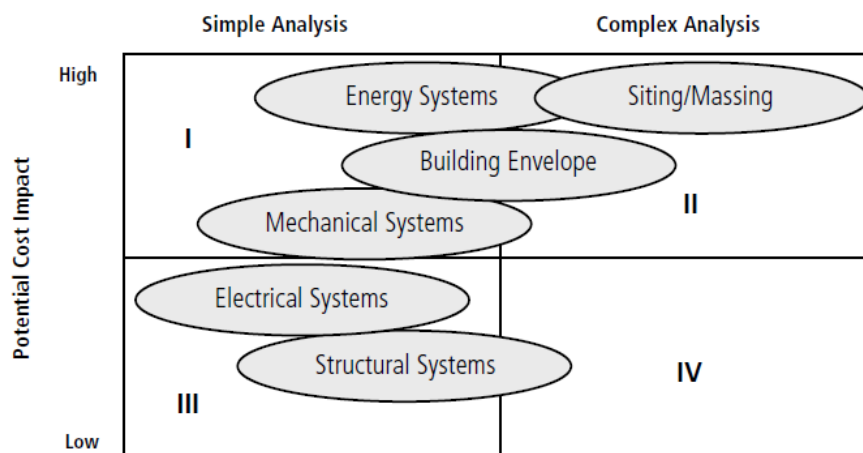 Simple Analysis
Complex Analysis
High
Energy Systems
Siting/Massing
I
Building Envelope
II
Mechanical Systems
Potential Cost Impact
Electrical Systems
Structural Systems
IV
III
Low